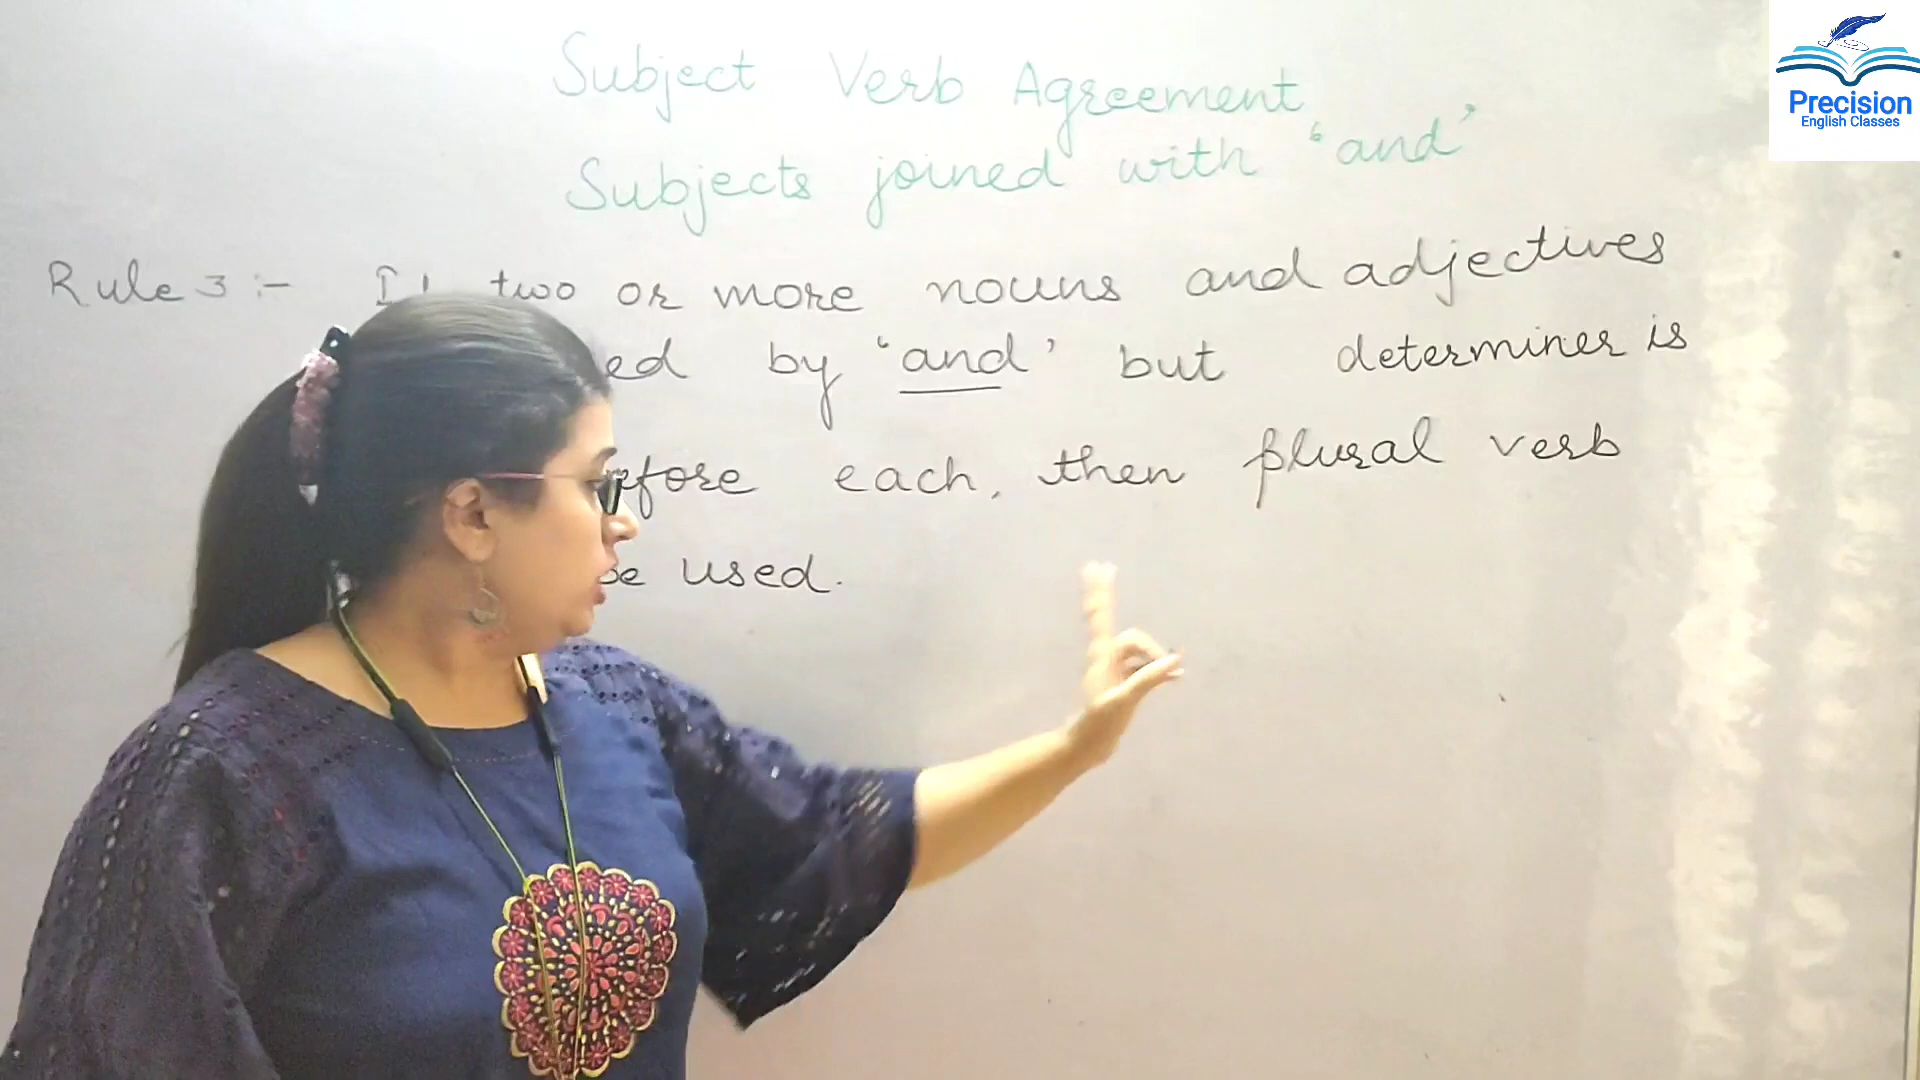 Subject Verb Agreement
Subjects joined with 'and'
Rule 3 :- two or more nouns and adjectives
by 'and' but determiner is
each, then plural verb
be used.
Precision
English Classes